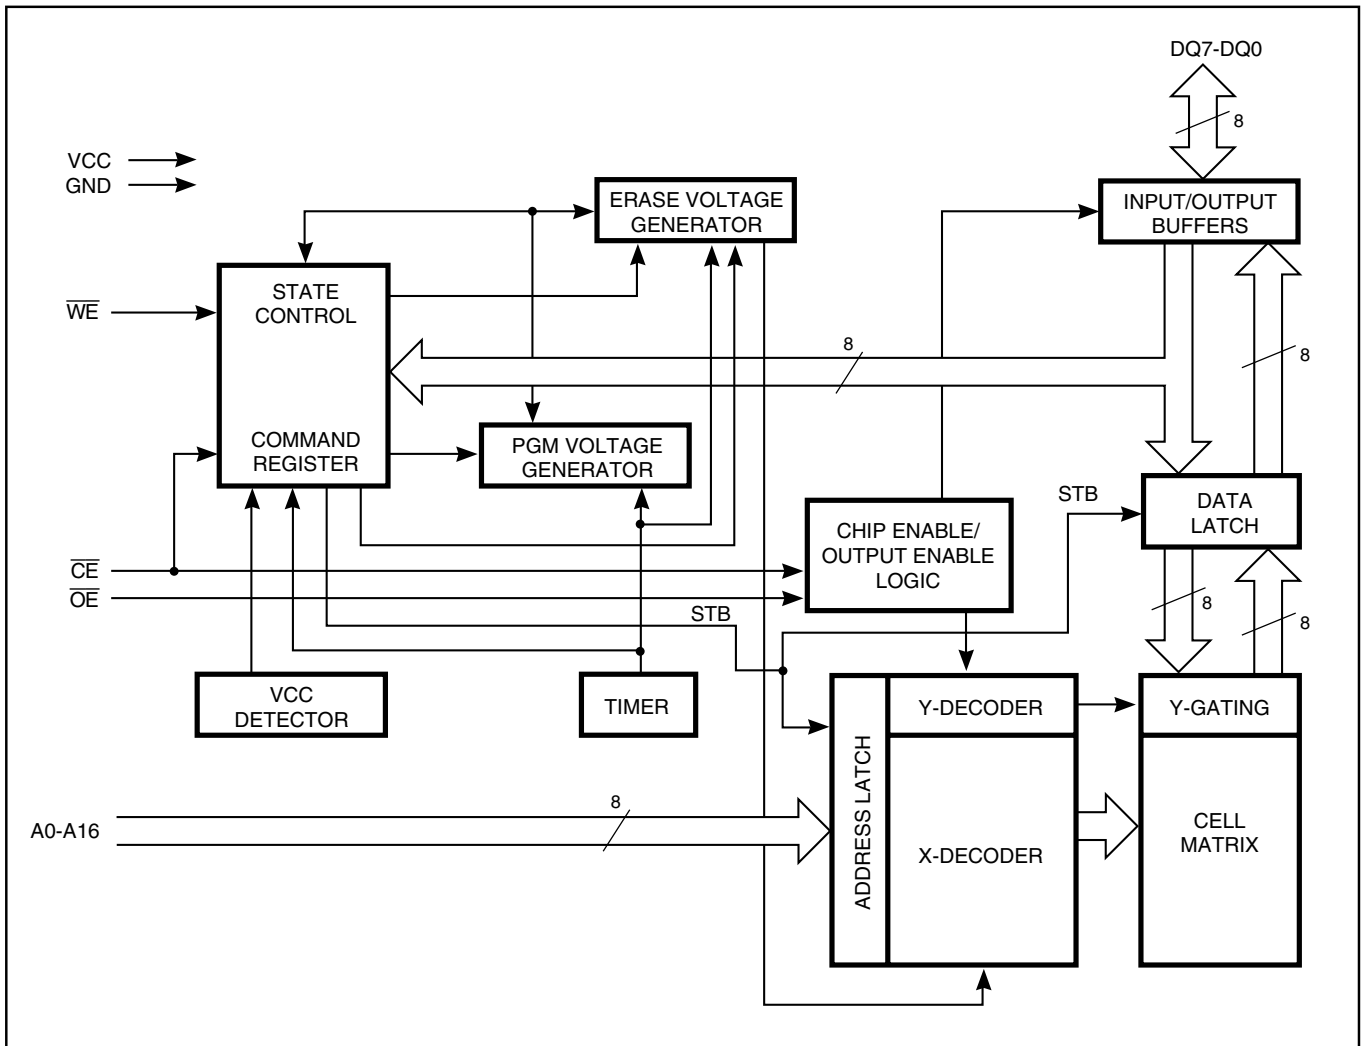 DQ7-DQ0
8
VCC
GND
ERASE VOLTAGE
GENERATOR
INPUT/OUTPUT
BUFFERS
STATE
CONTROL
WE
8
8
COMMAND
REGISTER
PGM VOLTAGE
GENERATOR
STB
DATA
LATCH
CHIP ENABLE/
OUTPUT ENABLE
LOGIC
CE
OE
STB
8
8
VCC
DETECTOR
TIMER
ADDRESS LATCH
Y-DECODER
Y-GATING
A0-A16
8
X-DECODER
CELL
MATRIX